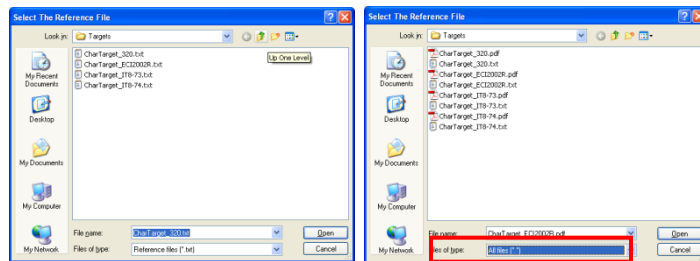 Select The Reference File
Look in:
Targets
CharTarget_320.txt
CharTarget_ECI2002R.txt
CharTarget_IT8-73.txt
CharTarget_IT8-74.txt
Up One Level
My Recent
Documents
Desktop
My Documents
My Computer
My Network
File name:
CharTarget_320.txt
Open
Files of type:
Reference files (*.txt)
Cancel
Select The Reference File
Look in:
Targets
CharTarget_320.pdf
CharTarget_320.txt
CharTarget_ECI2002R.pdf
CharTarget_ECI2002R.txt
CharTarget_IT8-73.pdf
CharTarget_IT8-73.txt
CharTarget_IT8-74.pdf
CharTarget_IT8-74.txt
My Recent
Documents
Desktop
My Documents
My Computer
My Network
File name:
CharTarget_ECI2002R.pdf
Open
Files of type:
All files (*.*)
Cancel